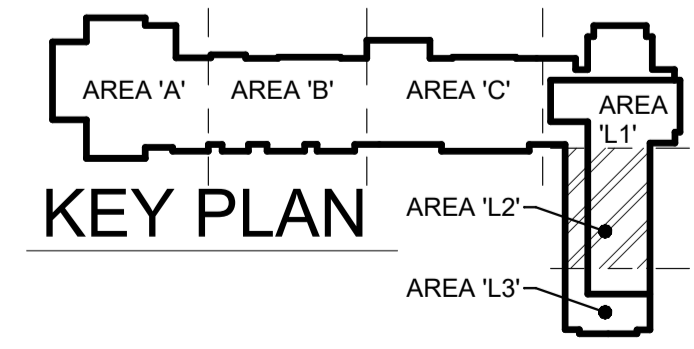 AREA 'A'
AREA 'B'
AREA 'C'
AREA
'L1'
KEY PLAN
AREA 'L2'
AREA 'L3'